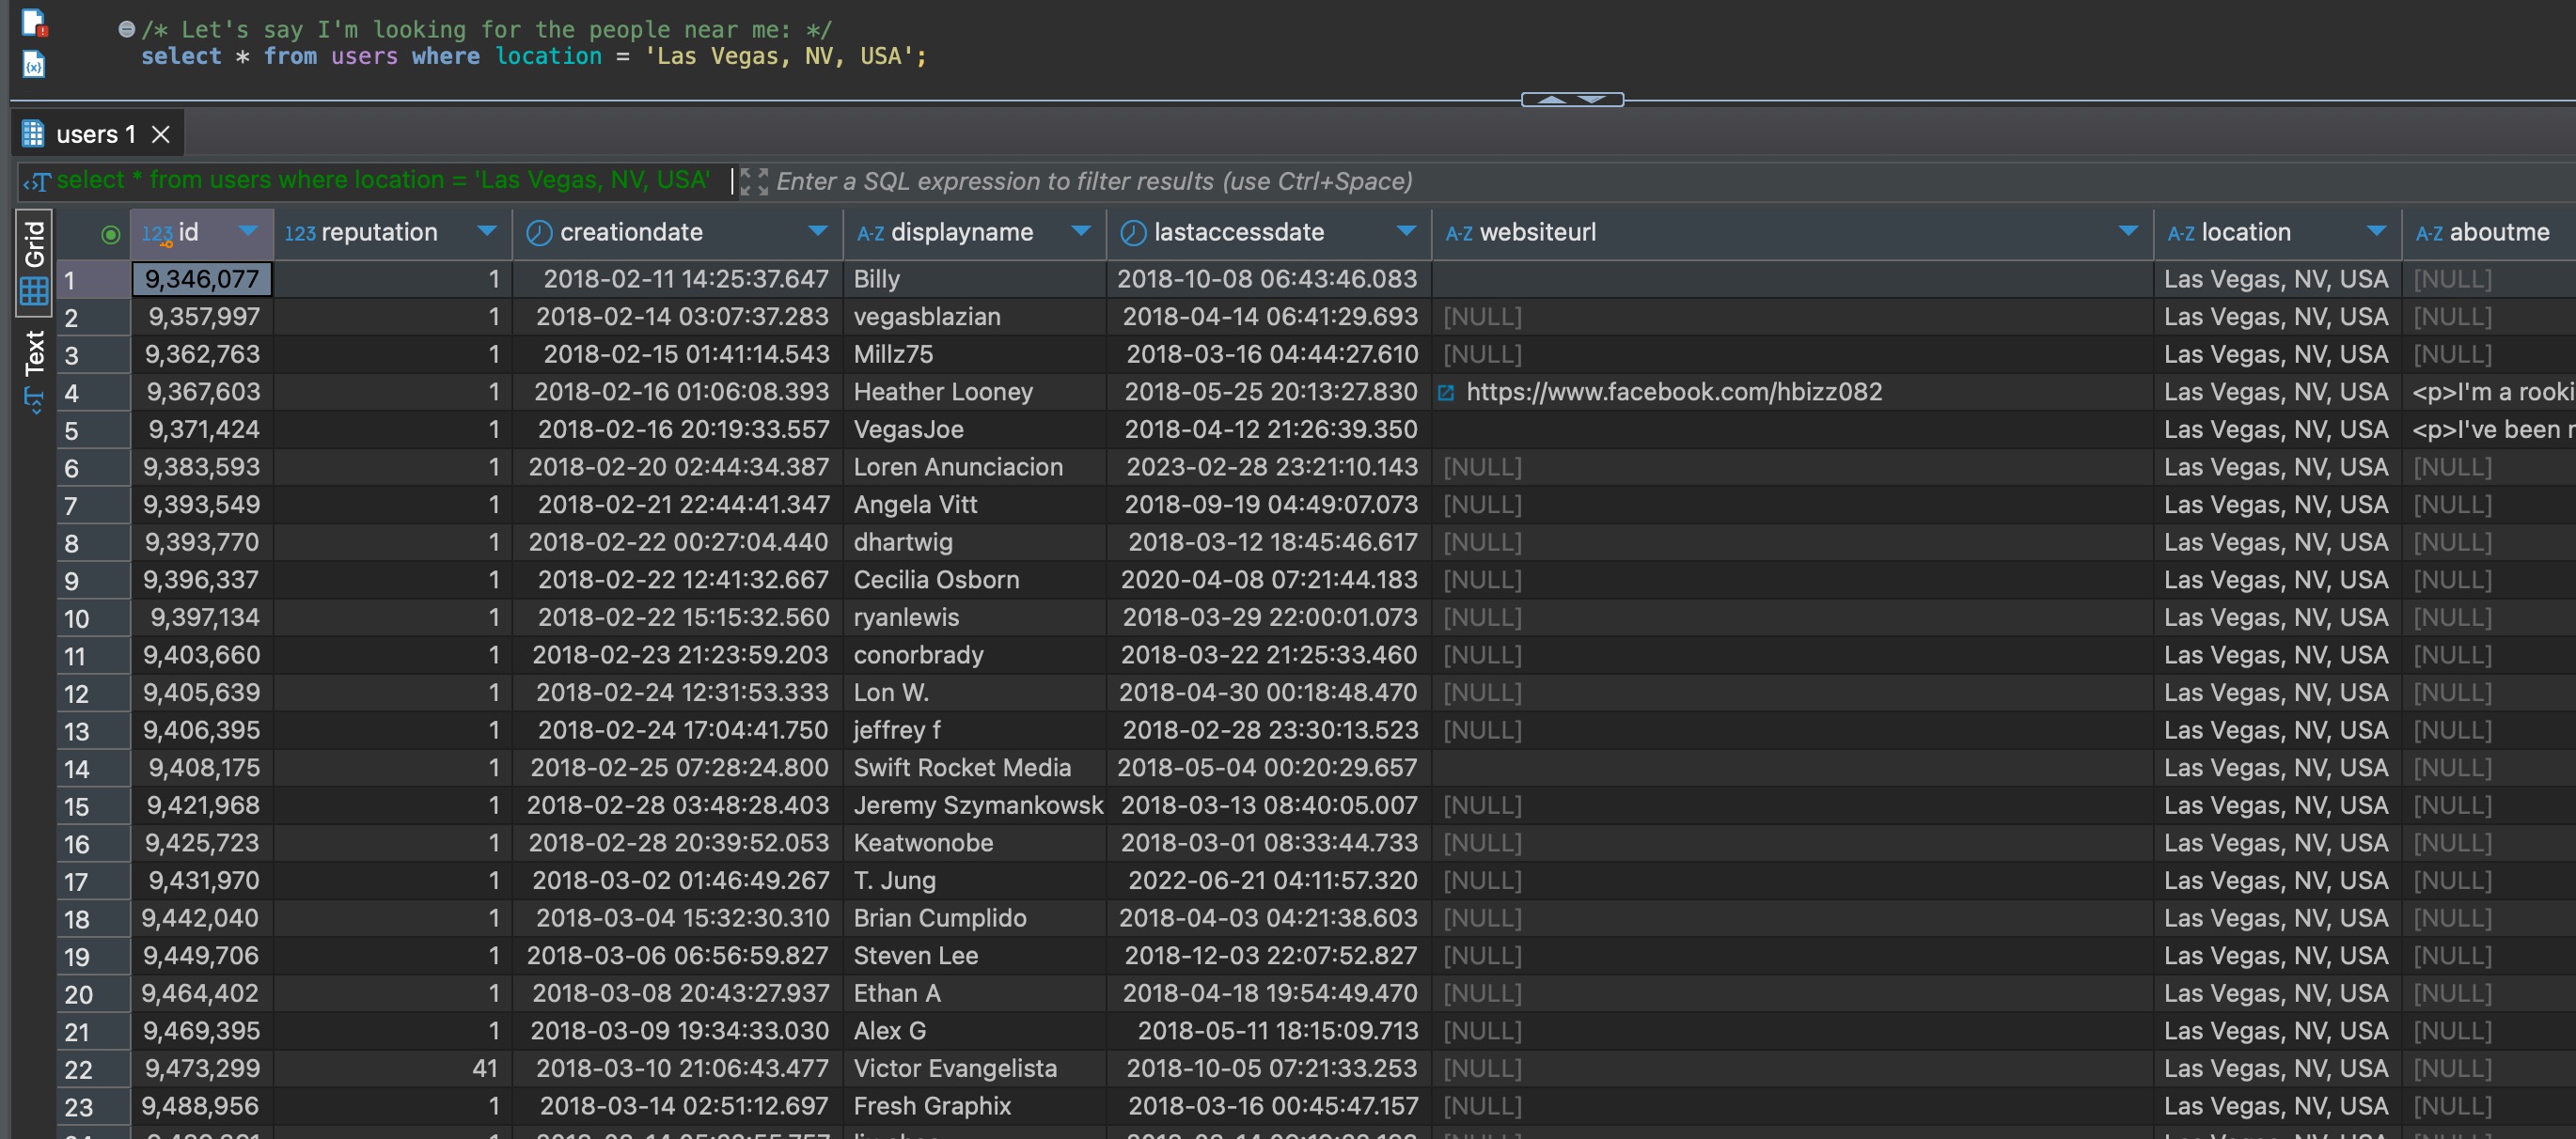 /* Let's say I'm looking for the people near me: */
select * from users where location = 'Las Vegas, NV, USA';
users 1
select * from users where location = 'Las Vegas, NV, USA' Enter a SQL expression to filter results (use Ctrl+Space)
Grid
Text
123 id 123 reputation creationdate A-Z displayname lastaccessdate A-Z websiteurl A-Z location A-Z aboutme
1 9,346,077 1 2018-02-11 14:25:37.647 Billy 2018-10-08 06:43:46.083 Las Vegas, NV, USA [NULL]
2 9,357,997 1 2018-02-14 03:07:37.283 vegasblazian 2018-04-14 06:41:29.693 [NULL] Las Vegas, NV, USA [NULL]
3 9,362,763 1 2018-02-15 01:41:14.543 Millz75 2018-03-16 04:44:27.610 [NULL] Las Vegas, NV, USA [NULL]
4 9,367,603 1 2018-02-16 01:06:08.393 Heather Looney 2018-05-25 20:13:27.830 https://www.facebook.com/hbizz082 Las Vegas, NV, USA <p>I'm a rooki
5 9,371,424 1 2018-02-16 20:19:33.557 VegasJoe 2018-04-12 21:26:39.350 Las Vegas, NV, USA <p>I've been r
6 9,383,593 1 2018-02-20 02:44:34.387 Loren Anunciacion 2023-02-28 23:21:10.143 [NULL] Las Vegas, NV, USA [NULL]
7 9,393,549 1 2018-02-21 22:44:41.347 Angela Vitt 2018-09-19 04:49:07.073 [NULL] Las Vegas, NV, USA [NULL]
8 9,393,770 1 2018-02-22 00:27:04.440 dhartwig 2018-03-12 18:45:46.617 [NULL] Las Vegas, NV, USA [NULL]
9 9,396,337 1 2018-02-22 12:41:32.667 Cecilia Osborn 2020-04-08 07:21:44.183 [NULL] Las Vegas, NV, USA [NULL]
10 9,397,134 1 2018-02-22 15:15:32.560 ryanlewis 2018-03-29 22:00:01.073 [NULL] Las Vegas, NV, USA [NULL]
11 9,403,660 1 2018-02-23 21:23:59.203 conorbrady 2018-03-22 21:25:33.460 [NULL] Las Vegas, NV, USA [NULL]
12 9,405,639 1 2018-02-24 12:31:53.333 Lon W. 2018-04-30 00:18:48.470 [NULL] Las Vegas, NV, USA [NULL]
13 9,406,395 1 2018-02-24 17:04:41.750 jeffrey f 2018-02-28 23:30:13.523 [NULL] Las Vegas, NV, USA [NULL]
14 9,408,175 1 2018-02-25 07:28:24.800 Swift Rocket Media 2018-05-04 00:20:29.657 Las Vegas, NV, USA [NULL]
15 9,421,968 1 2018-02-28 03:48:28.403 Jeremy Szymankowsk 2018-03-13 08:40:05.007 [NULL] Las Vegas, NV, USA [NULL]
16 9,425,723 1 2018-02-28 20:39:52.053 Keatwonobe 2018-03-01 08:33:44.733 [NULL] Las Vegas, NV, USA [NULL]
17 9,431,970 1 2018-03-02 01:46:49.267 T. Jung 2022-06-21 04:11:57.320 [NULL] Las Vegas, NV, USA [NULL]
18 9,442,040 1 2018-03-04 15:32:30.310 Brian Cumplido 2018-04-03 04:21:38.603 [NULL] Las Vegas, NV, USA [NULL]
19 9,449,706 1 2018-03-06 06:56:59.827 Steven Lee 2018-12-03 22:07:52.827 [NULL] Las Vegas, NV, USA [NULL]
20 9,464,402 1 2018-03-08 20:43:27.937 Ethan A 2018-04-18 19:54:49.470 [NULL] Las Vegas, NV, USA [NULL]
21 9,469,395 1 2018-03-09 19:34:33.030 Alex G 2018-05-11 18:15:09.713 [NULL] Las Vegas, NV, USA [NULL]
22 9,473,299 41 2018-03-10 21:06:43.477 Victor Evangelista 2018-10-05 07:21:33.253 [NULL] Las Vegas, NV, USA [NULL]
23 9,488,956 1 2018-03-14 02:51:12.697 Fresh Graphix 2018-03-16 00:45:47.157 [NULL] Las Vegas, NV, USA [NULL]